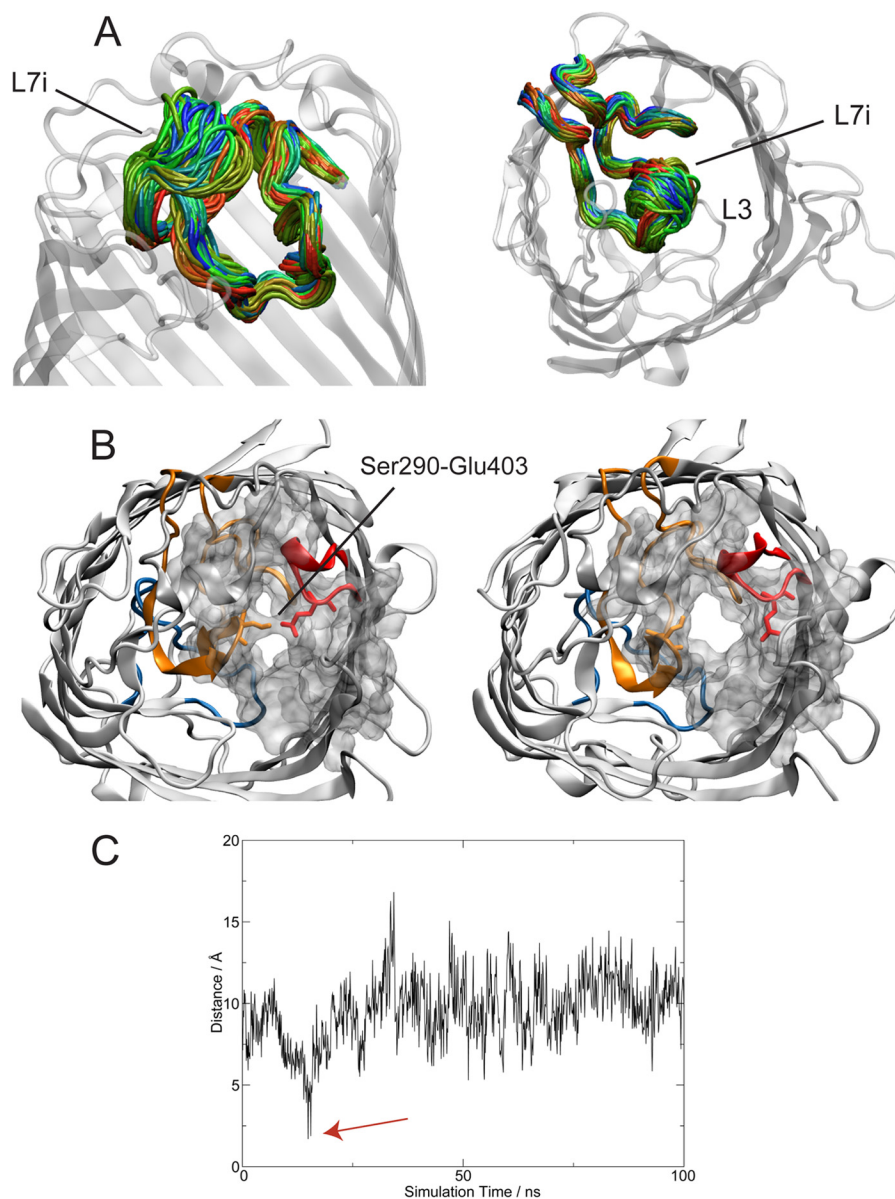 A
L7i
L7i
L3
B
Ser290-Glu403
C
20
15
10
5
0
Distance / Å
0
50
100
Simulation Time / ns